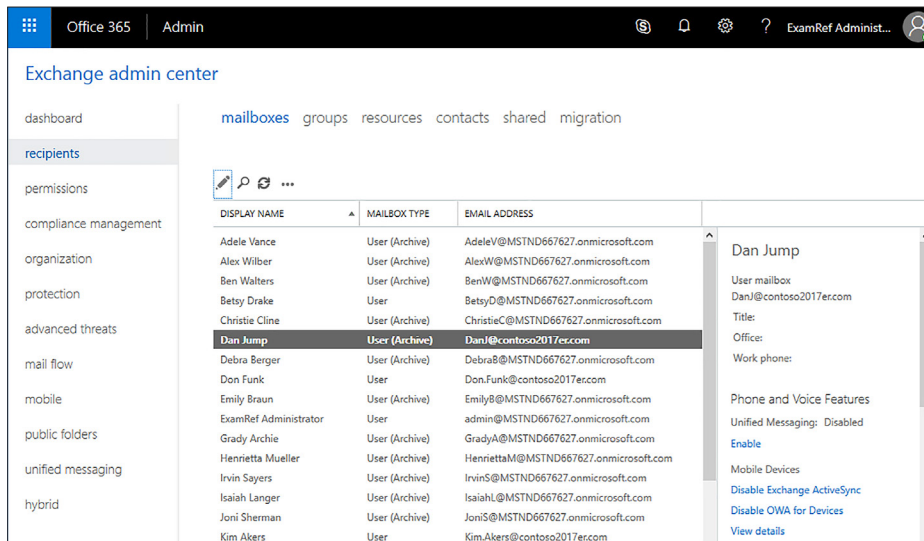 Office 365 Admin ? ExamRef Administ...
Exchange admin center
dashboard
recipients
permissions
compliance management
organization
protection
advanced threats
mail flow
mobile
public folders
unified messaging
hybrid
mailboxes groups resources contacts shared migration
DISPLAY NAME MAILBOX TYPE EMAIL ADDRESS
Adele Vance User (Archive) AdeleV@MSTND667627.onmicrosoft.com
Alex Wilber User (Archive) AlexW@MSTND667627.onmicrosoft.com
Ben Walters User (Archive) BenW@MSTND667627.onmicrosoft.com
Betsy Drake User BetsyD@MSTND667627.onmicrosoft.com
Christie Cline User (Archive) ChristieC@MSTND667627.onmicrosoft.com
Dan Jump User (Archive) DanJ@contoso2017er.com
Debra Berger User (Archive) DebraB@MSTND667627.onmicrosoft.com
Don Funk User Don.Funk@contoso2017er.com
Emily Braun User (Archive) EmilyB@MSTND667627.onmicrosoft.com
ExamRef Administrator User admin@MSTND667627.onmicrosoft.com
Grady Archie User (Archive) GradyA@MSTND667627.onmicrosoft.com
Henrietta Mueller User (Archive) HenriettaM@MSTND667627.onmicrosoft.com
Irvin Sayers User (Archive) IrvinS@MSTND667627.onmicrosoft.com
Isaiah Langer User (Archive) IsaiahL@MSTND667627.onmicrosoft.com
Joni Sherman User (Archive) JoniS@MSTND667627.onmicrosoft.com
Kim Akers User Kim.Akers@contoso2017er.com
Dan Jump
User mailbox
DanJ@contoso2017er.com
Title:
Office:
Work phone:
Phone and Voice Features
Unified Messaging: Disabled
Enable
Mobile Devices
Disable Exchange ActiveSync
Disable OWA for Devices
View details